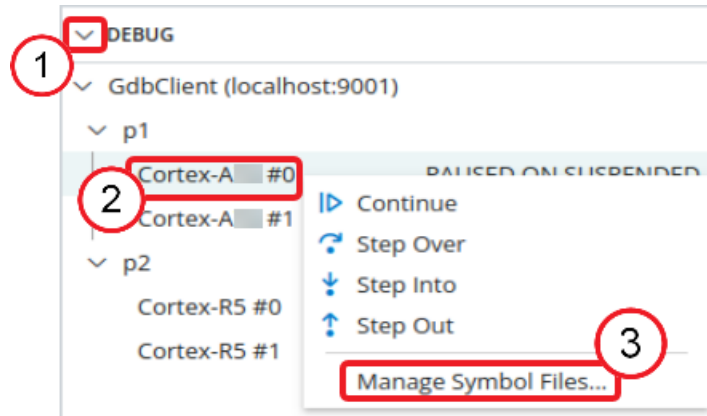 DEBUG
1
GdbClient (localhost:9001)
p1
Cortex-A #0 PAUSED ON SUSPENDED
2
Cortex-A #1
Continue
Step Over
p2
Step Into
Cortex-R5 #0
Step Out
3
Cortex-R5 #1
Manage Symbol Files...